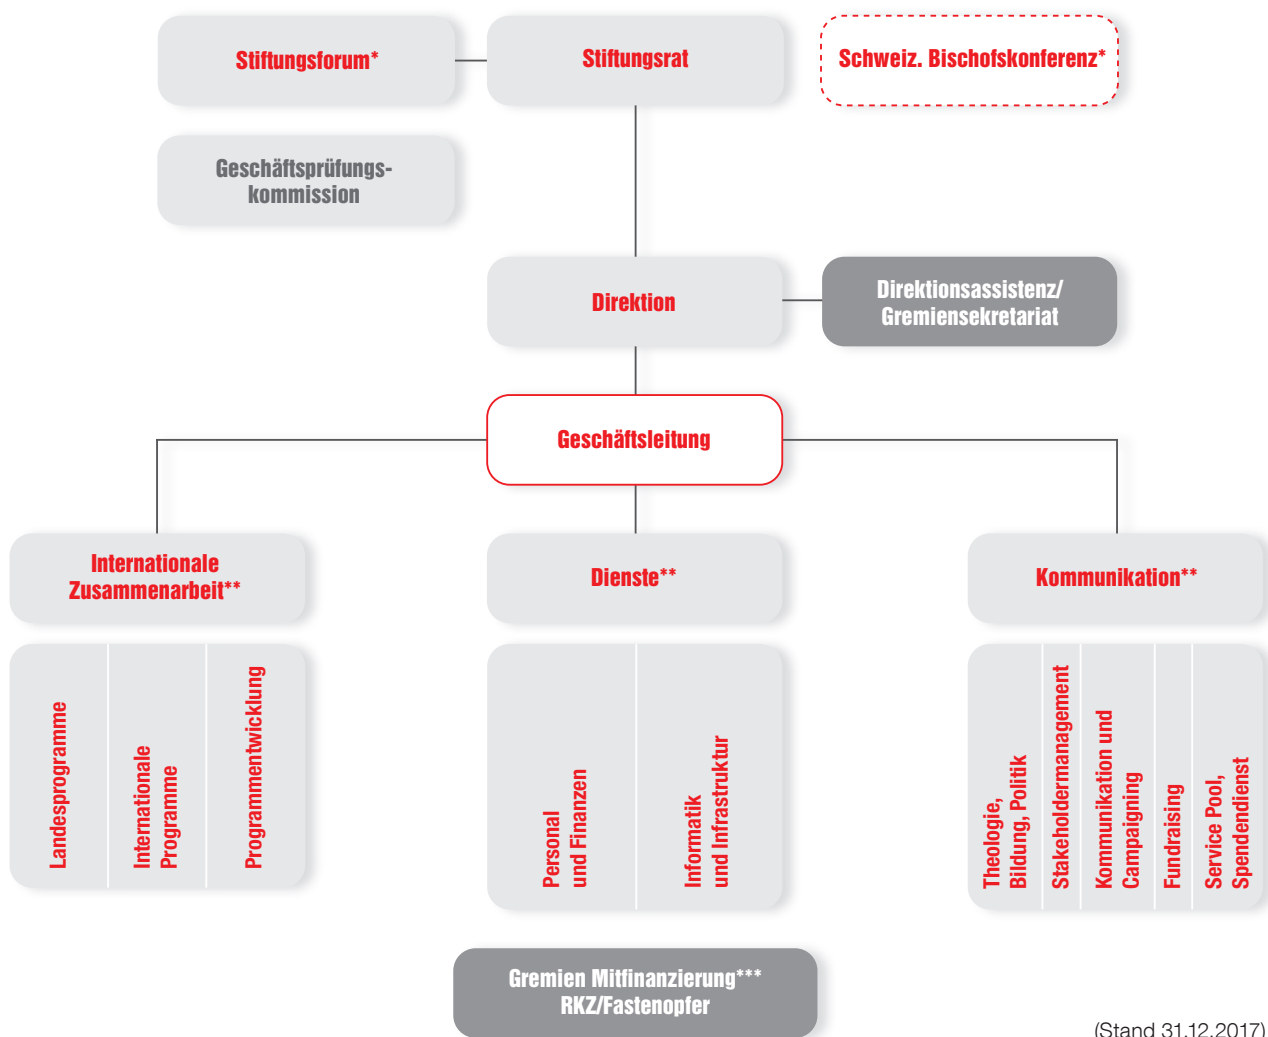 Stiftungsforum*
Stiftungsrat
Schweiz. Bischofskonferenz*
Geschäftsprüfungs-
kommission
Direktion
Direktionsassistenz/
Gremiensekretariat
Geschäftsleitung
Internationale
Zusammenarbeit**
Dienste**
Kommunikation**
Landesprogramme
Internationale
Programme
Programmentwicklung
Personal
und Finanzen
Informatik
und Infrastruktur
Theologie,
Bildung, Politik
Stakeholdermanagement
Kommunikation und
Campaigning
Fundraising
Service Pool,
Spendendienst
Gremien Mitfinanzierung***
RKZ/Fastenopfer
(Stand 31.12.2017)